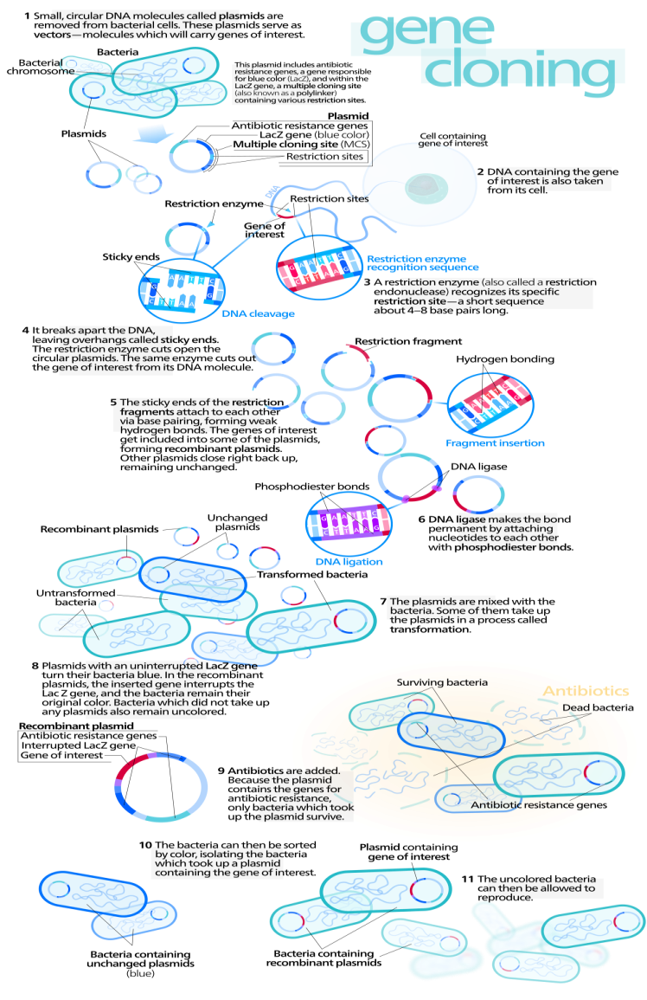 gene
cloning
1 Small, circular DNA molecules called plasmids are
removed from bacterial cells. These plasmids serve as
vectors—molecules which will carry genes of interest.
Bacteria
Bacterial
chromosome
This plasmid includes antibiotic
resistance genes, a gene responsible
for blue color (LacZ), and within the
LacZ gene, a multiple cloning site
(also known as a polylinker)
containing various restriction sites.
Plasmids
Plasmid
Antibiotic resistance genes
LacZ gene (blue color)
Multiple cloning site (MCS)
Restriction sites
Cell containing
gene of interest
2 DNA containing the gene
of interest is also taken
from its cell.
DNA
Restriction enzyme
Restriction sites
Gene of
interest
Sticky ends
G A A T T C
C T T A A G
G A A T T C
C T T A A G
DNA cleavage
Restriction enzyme
recognition sequence
3 A restriction enzyme (also called a restriction
endonuclease) recognizes its specific
restriction site—a short sequence
about 4–8 base pairs long.
4 It breaks apart the DNA,
leaving overhangs called sticky ends.
The restriction enzyme cuts open the
circular plasmids. The same enzyme cuts out
the gene of interest from its DNA molecule.
Restriction fragment
Hydrogen bonding
Fragment insertion
5 The sticky ends of the restriction
fragments attach to each other
via base pairing, forming weak
hydrogen bonds. The genes of interest
get included into some of the plasmids,
forming recombinant plasmids.
Other plasmids close right back up,
remaining unchanged.
DNA ligase
Phosphodiester bonds
G A A T T C
C T T A A G
DNA ligation
6 DNA ligase makes the bond
permanent by attaching
nucleotides to each other
with phosphodiester bonds.
Recombinant plasmids
Unchanged
plasmids
Transformed bacteria
Untransformed
bacteria
7 The plasmids are mixed with the
bacteria. Some of them take up
the plasmids in a process called
transformation.
8 Plasmids with an uninterrupted LacZ gene
turn their bacteria blue. In the recombinant
plasmids, the inserted gene interrupts the
Lac Z gene, and the bacteria remain their
original color. Bacteria which did not take up
any plasmids also remain uncolored.
Recombinant plasmid
Antibiotic resistance genes
Interrupted LacZ gene
Gene of interest
Surviving bacteria
Antibiotics
Dead bacteria
Antibiotic resistance genes
9 Antibiotics are added.
Because the plasmid
contains the genes for
antibiotic resistance,
only bacteria which took
up the plasmid survive.
10 The bacteria can then be sorted
by color, isolating the bacteria
which took up a plasmid
containing the gene of interest.
Plasmid containing
gene of interest
11 The uncolored bacteria
can then be allowed to
reproduce.
Bacteria containing
unchanged plasmids
(blue)
Bacteria containing
recombinant plasmids